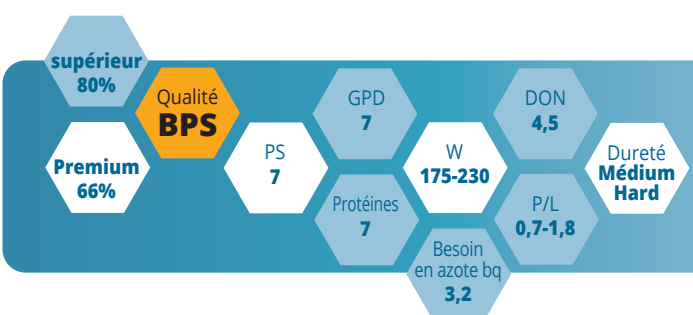 supérieur
80%
Premium
66%
Qualité
BPS
PS
7
GPD
7
Protéines
7
W
175-230
Besoin
en azote bq
3,2
DON
4,5
P/L
0,7-1,8
Dureté
Médium
Hard